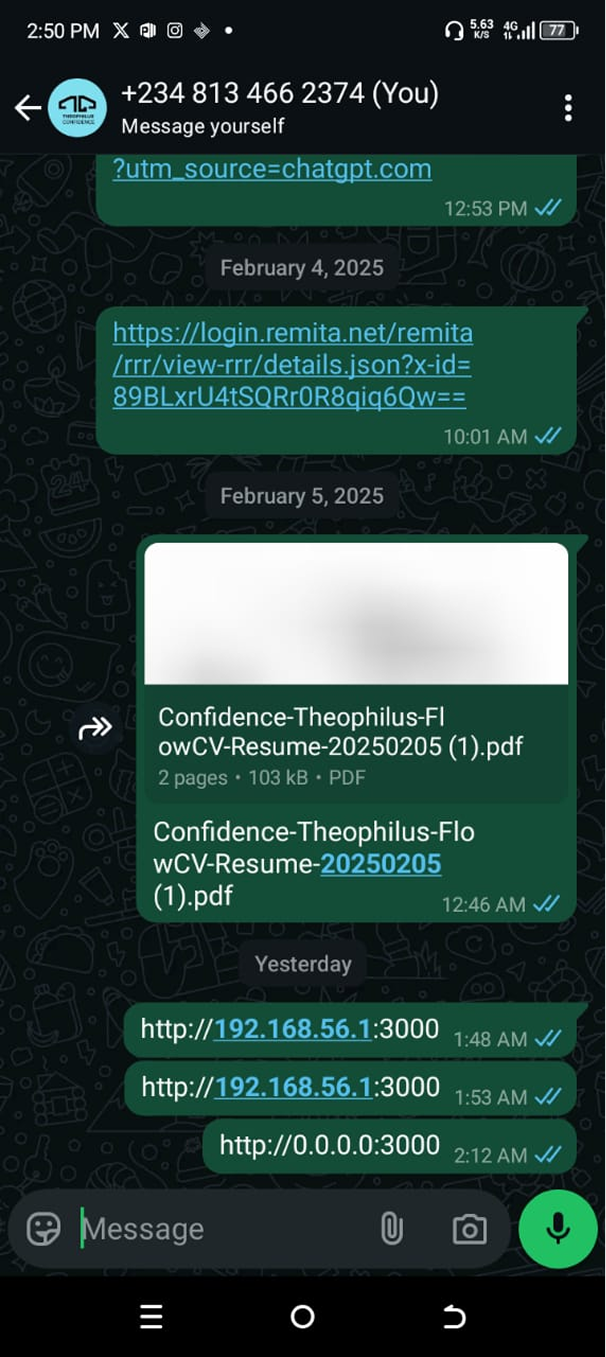 2:50 PM
5.63 K/S 4G 77
+234 813 466 2374 (You)
Message yourself
?utm_source=chatgpt.com
12:53 PM
February 4, 2025
https://login.remita.net/remita
/rrr/view-rrr/details.json?x-id=
89BLxrU4tSQRr0R8qiq6Qw==
10:01 AM
February 5, 2025
Confidence-Theophilus-Fl
owCV-Resume-20250205 (1).pdf
2 pages • 103 kB • PDF
Confidence-Theophilus-Flo
wCV-Resume-20250205
(1).pdf
12:46 AM
Yesterday
http://192.168.56.1:3000 1:48 AM
http://192.168.56.1:3000 1:53 AM
http://0.0.0.0:3000 2:12 AM
Message